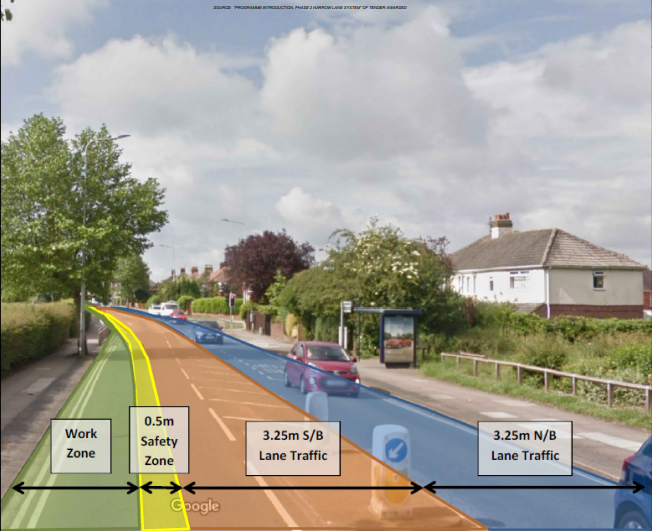 SOURCE: "PROGRAMME INTRODUCTION, PHASE 2 NARROW LANE SYSTEM" OF TENDER AWARDED
Work
Zone
0.5m
Safety
Zone
3.25m S/B
Lane Traffic
3.25m N/B
Lane Traffic
Google